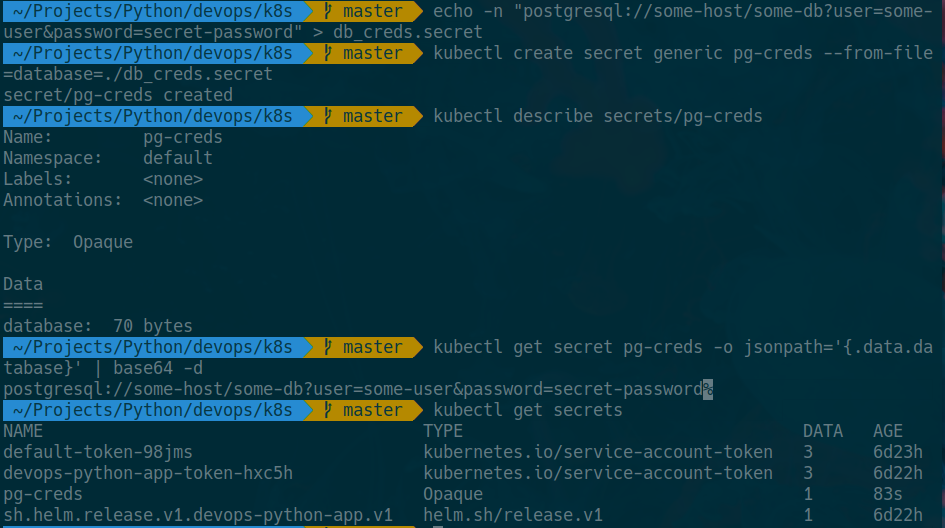 ~/Projects/Python/devops/k8s master echo -n "postgresql://some-host/some-db?user=some-
user&password=secret-password" > db_creds.secret
~/Projects/Python/devops/k8s master kubectl create secret generic pg-creds --from-file
=database=./db_creds.secret
secret/pg-creds created
~/Projects/Python/devops/k8s master kubectl describe secrets/pg-creds
Name: pg-creds
Namespace: default
Labels: <none>
Annotations: <none>
Type: Opaque
Data
====
database: 70 bytes
~/Projects/Python/devops/k8s master kubectl get secret pg-creds -o jsonpath='{.data.da
tabase}' | base64 -d
postgresql://some-host/some-db?user=some-user&password=secret-password%
~/Projects/Python/devops/k8s master kubectl get secrets
NAME TYPE DATA AGE
default-token-98jms kubernetes.io/service-account-token 3 6d23h
devops-python-app-token-hxc5h kubernetes.io/service-account-token 3 6d22h
pg-creds Opaque 1 83s
sh.helm.release.v1.devops-python-app.v1 helm.sh/release.v1 1 6d22h